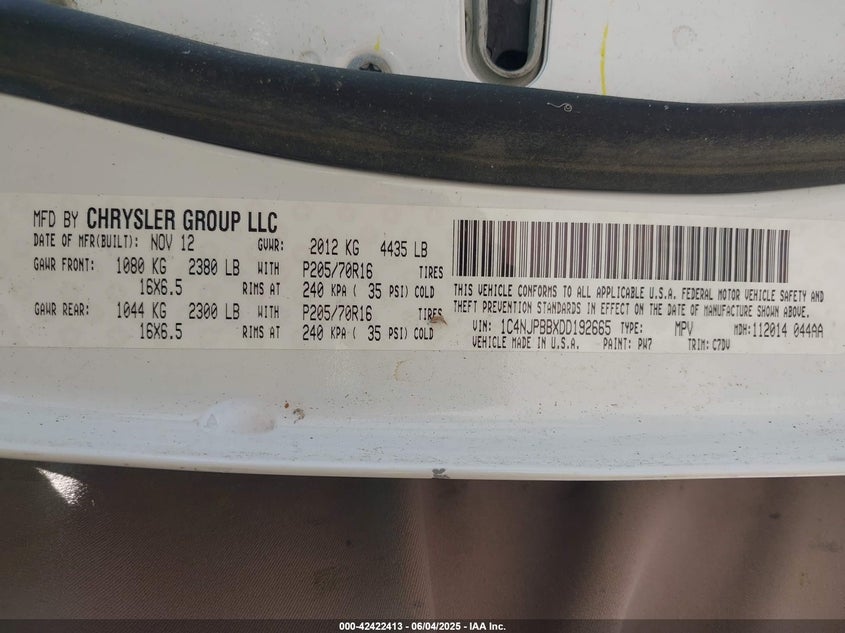 MFD BY CHRYSLER GROUP LLC
DATE OF MFR(BUILT): NOV 12 GVWR: 2012 KG 4435 LB
GAWR FRONT: 1080 KG 2380 LB WITH P205/70R16 TIRES
16X6.5 RIMS AT 240 KPA ( 35 PSI) COLD
GAWR REAR: 1044 KG 2300 LB WITH P205/70R16 TIRES
16X6.5 RIMS AT 240 KPA ( 35 PSI) COLD
THIS VEHICLE CONFORMS TO ALL APPLICABLE U.S.A. FEDERAL MOTOR VEHICLE SAFETY AND
THEFT PREVENTION STANDARDS IN EFFECT ON THE DATE OF MANUFACTURE SHOWN ABOVE.
VIN: 1C4NJPBBXDD192665 TYPE: MPV MDH:112014 044AA
VEHICLE MADE IN U.S.A. PAINT: PW7 TRIM: C7DV
000-42422413 - 06/04/2025 - IAA Inc.